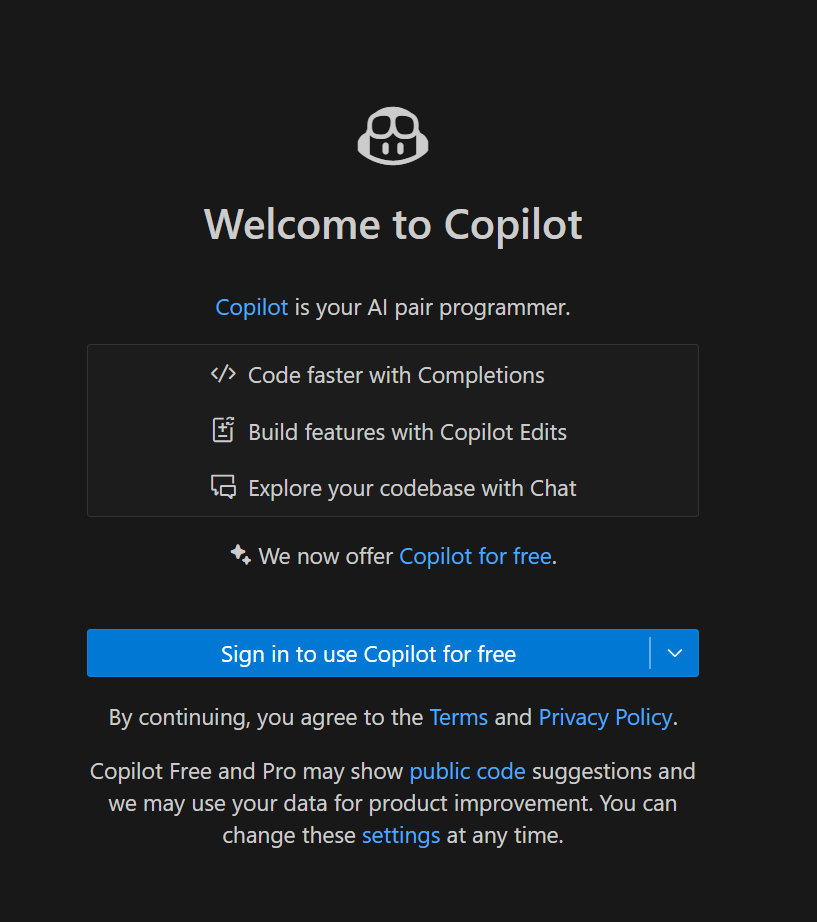 Welcome to Copilot
Copilot is your AI pair programmer.
Code faster with Completions
Build features with Copilot Edits
Explore your codebase with Chat
We now offer Copilot for free.
Sign in to use Copilot for free
By continuing, you agree to the Terms and Privacy Policy.
Copilot Free and Pro may show public code suggestions and
we may use your data for product improvement. You can
change these settings at any time.